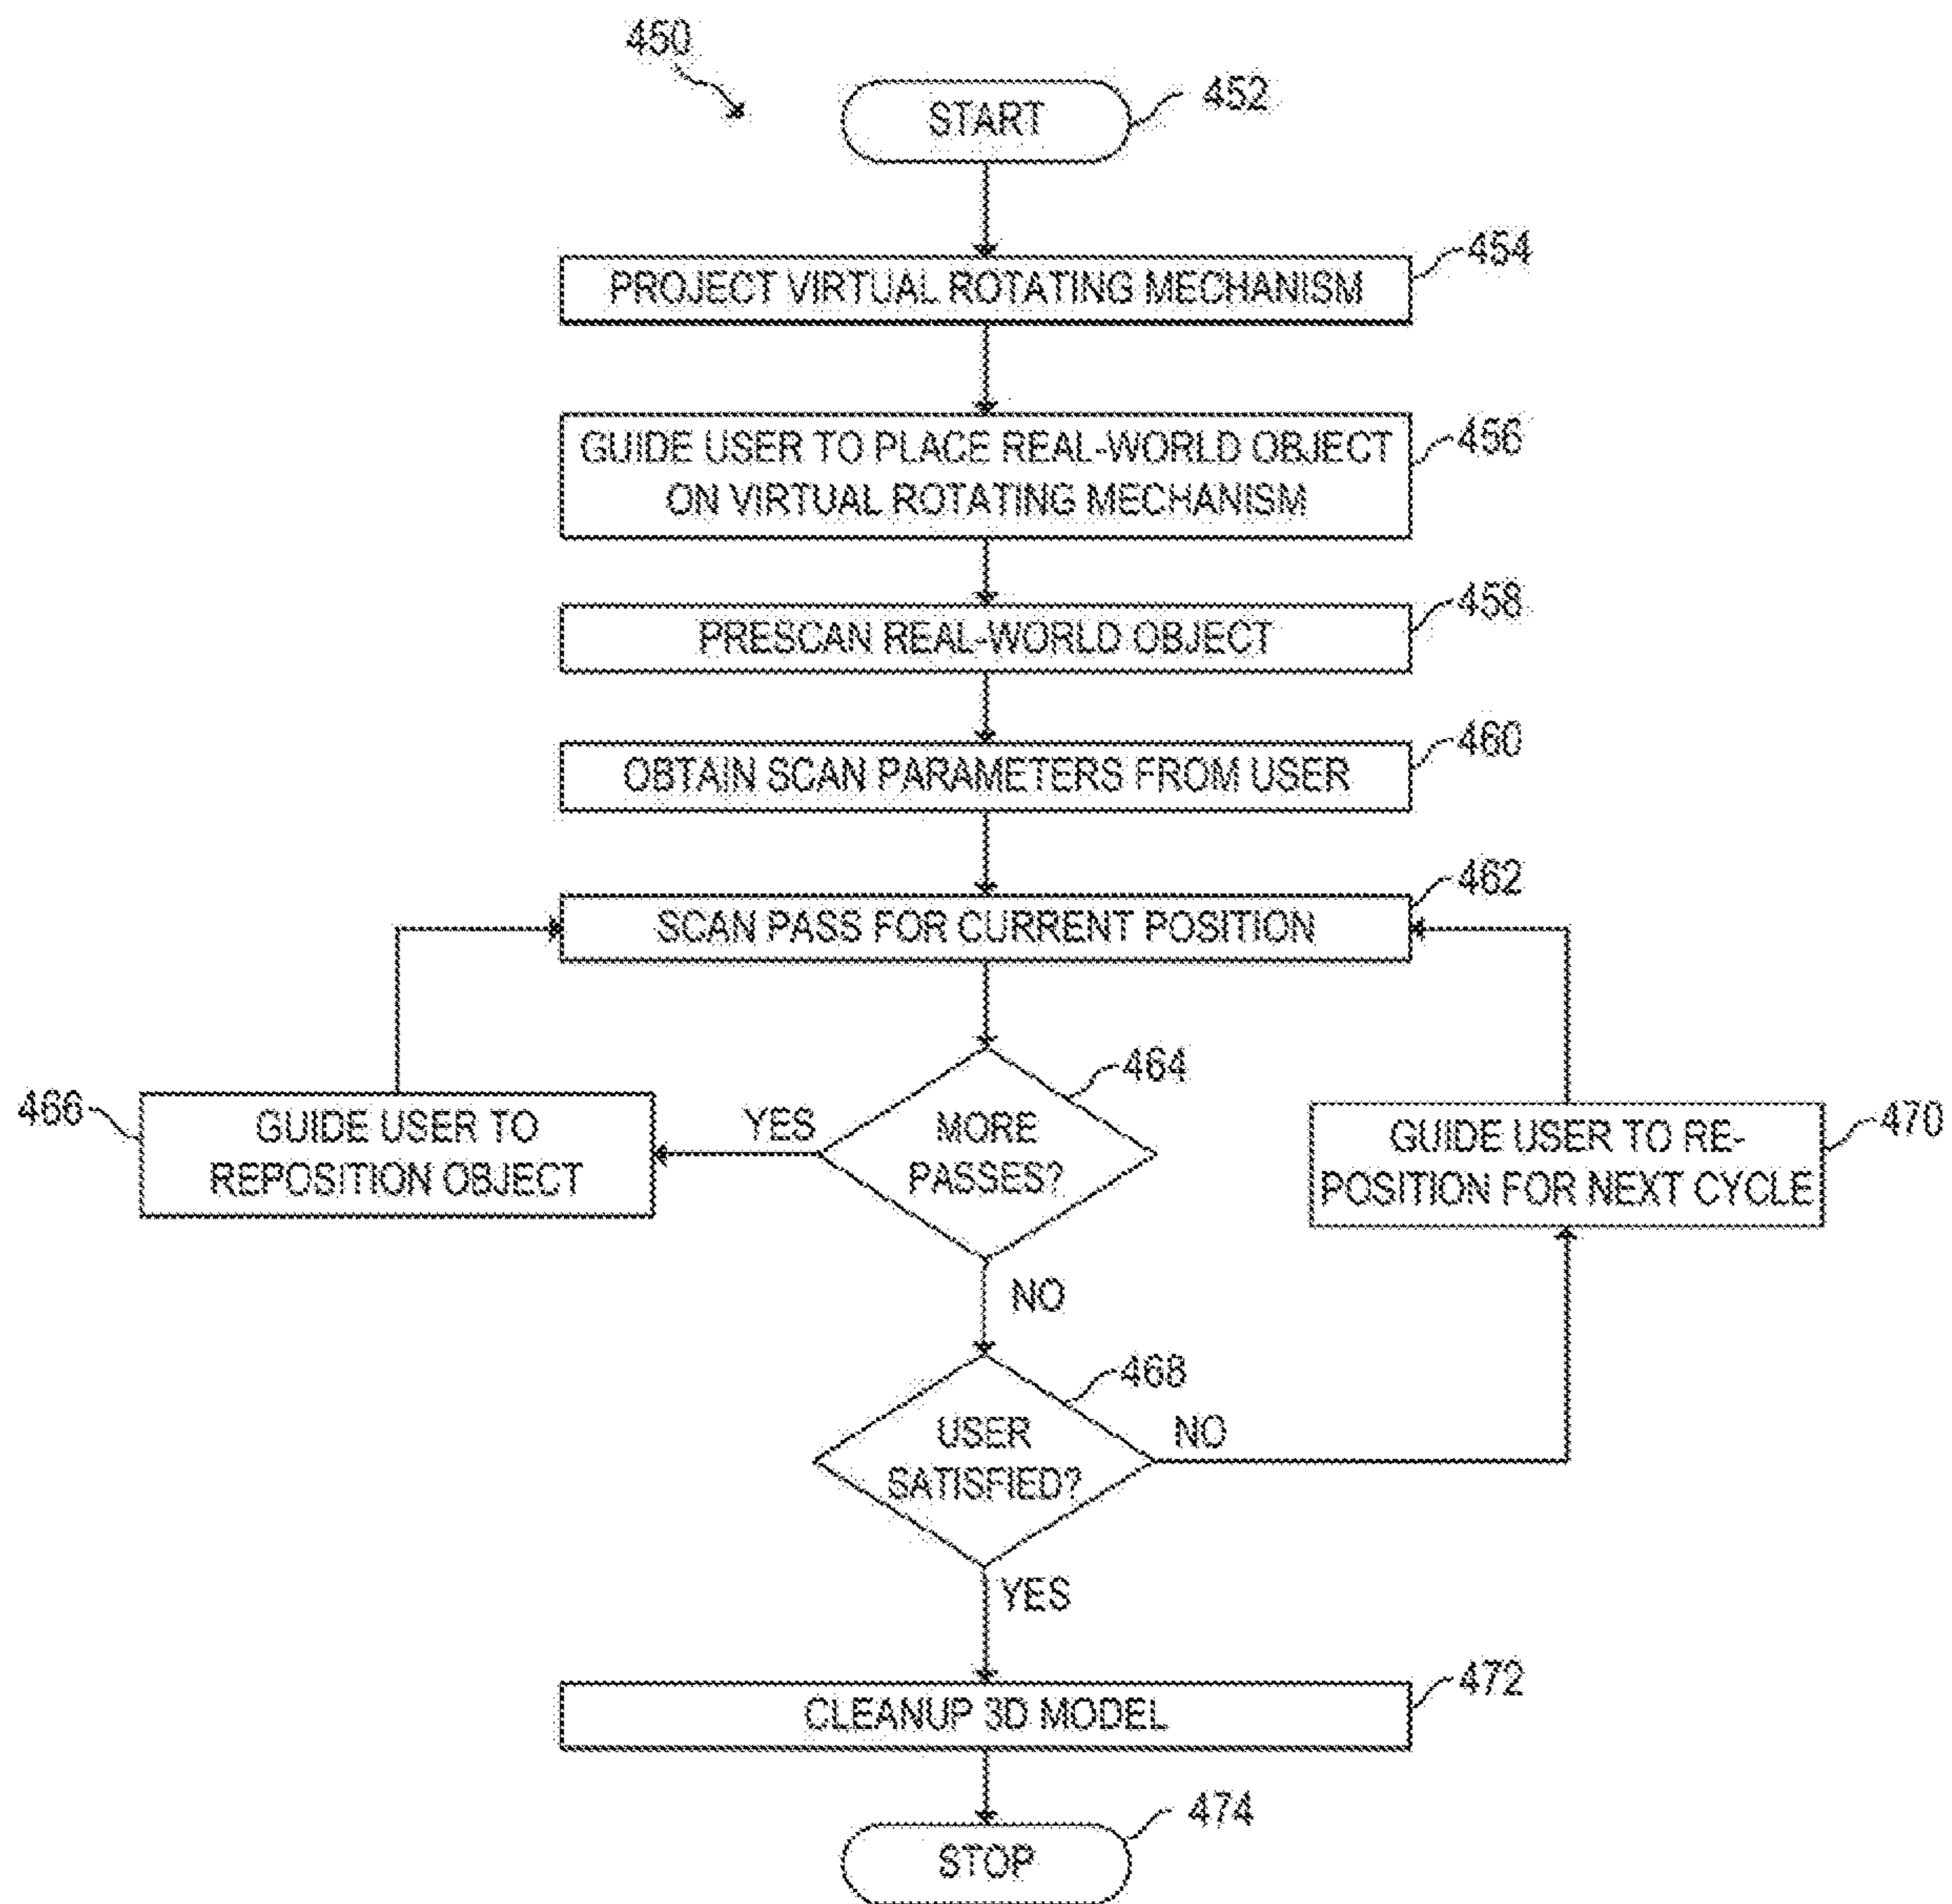 450
START
452
PROJECT VIRTUAL ROTATING MECHANISM
454
GUIDE USER TO PLACE REAL-WORLD OBJECT
ON VIRTUAL ROTATING MECHANISM
456
PRESCAN REAL-WORLD OBJECT
458
OBTAIN SCAN PARAMETERS FROM USER
460
SCAN PASS FOR CURRENT POSITION
462
MORE
PASSES?
464
YES
466
GUIDE USER TO
REPOSITION OBJECT
NO
USER
SATISFIED?
468
NO
GUIDE USER TO RE-
POSITION FOR NEXT CYCLE
470
YES
CLEANUP 3D MODEL
472
STOP
474